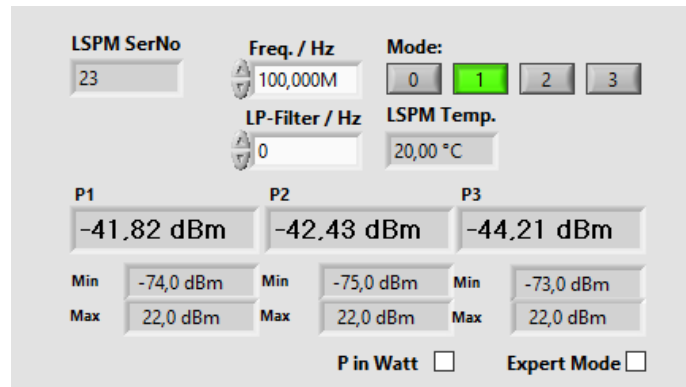 LSPM SerNo Freq. / Hz Mode:
23 100,000M 0 1 2 3
LP-Filter / Hz LSPM Temp.
0 20,00 °C
P1 P2 P3
-41,82 dBm -42,43 dBm -44,21 dBm
Min -74,0 dBm Min -75,0 dBm Min -73,0 dBm
Max 22,0 dBm Max 22,0 dBm Max 22,0 dBm
P in Watt Expert Mode